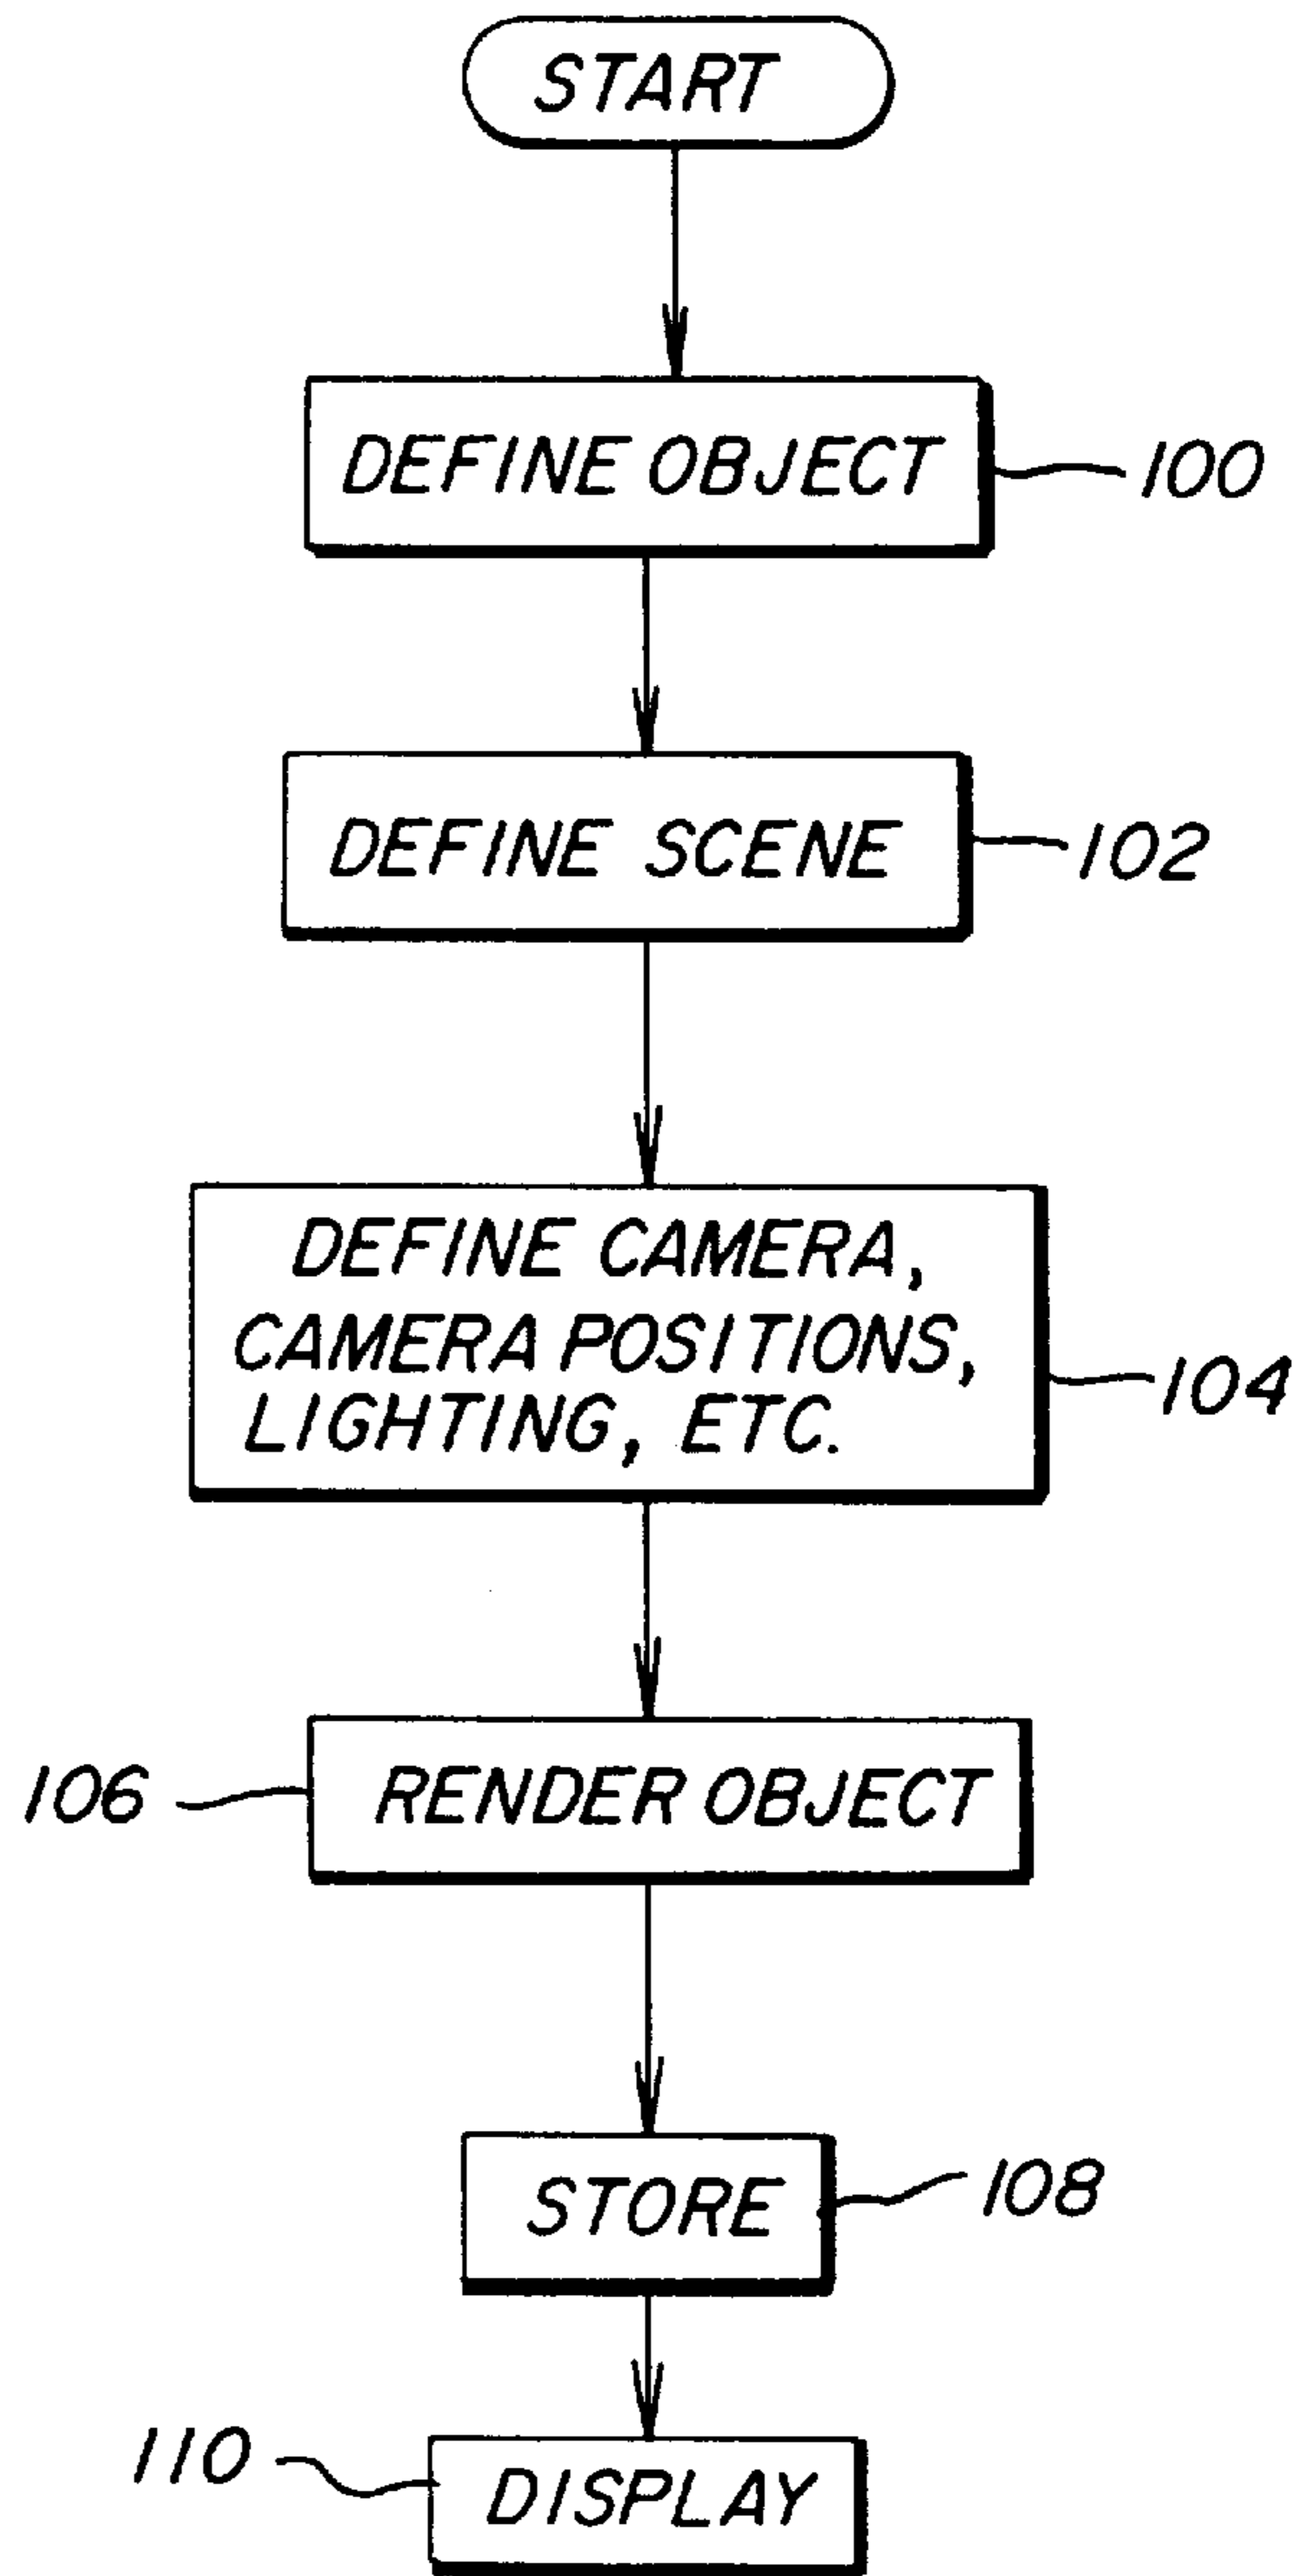 START
DEFINE OBJECT
100
DEFINE SCENE
102
DEFINE CAMERA,
CAMERA POSITIONS,
LIGHTING, ETC.
104
106
RENDER OBJECT
STORE
108
110
DISPLAY